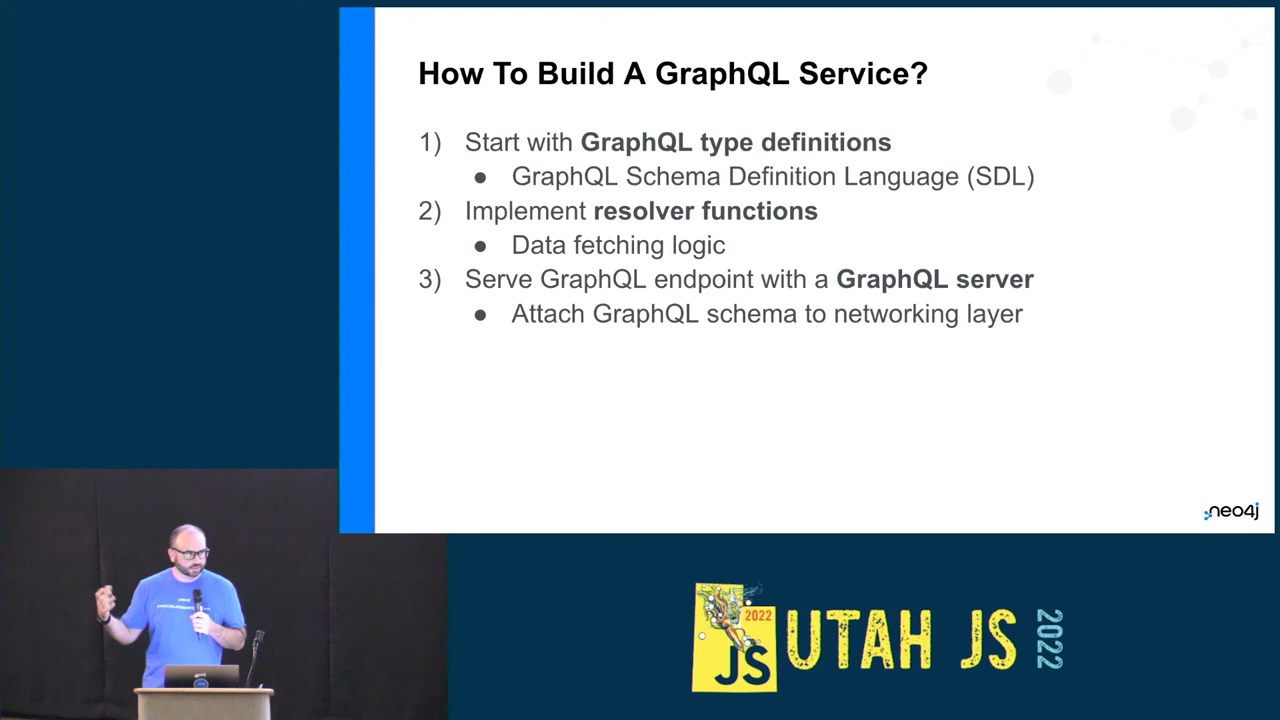 How To Build A GraphQL Service?
1) Start with GraphQL type definitions
● GraphQL Schema Definition Language (SDL)
2) Implement resolver functions
● Data fetching logic
3) Serve GraphQL endpoint with a GraphQL server
● Attach GraphQL schema to networking layer
neo4j
2022
JS
UTAH JS
2022